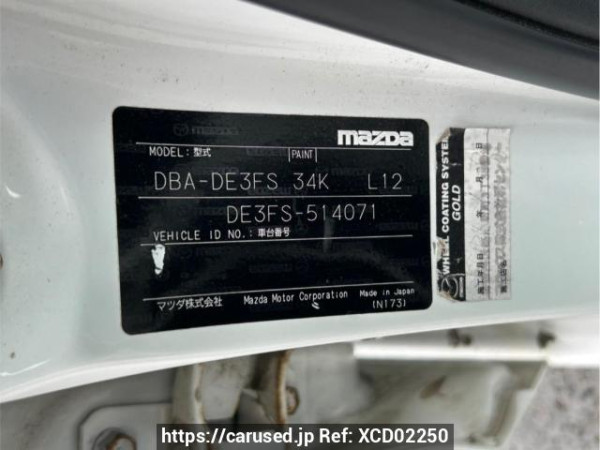 mazda
MODEL: 型式 PAINT
DBA-DE3FS 34K L12
DE3FS-514071
VEHICLE ID NO.: 車台番号
マツダ株式会社 Mazda Motor Corporation Made in Japan
(N173)
WHEEL COATING SYSTEM
GOLD
https://carused.jp Ref: XCD02250